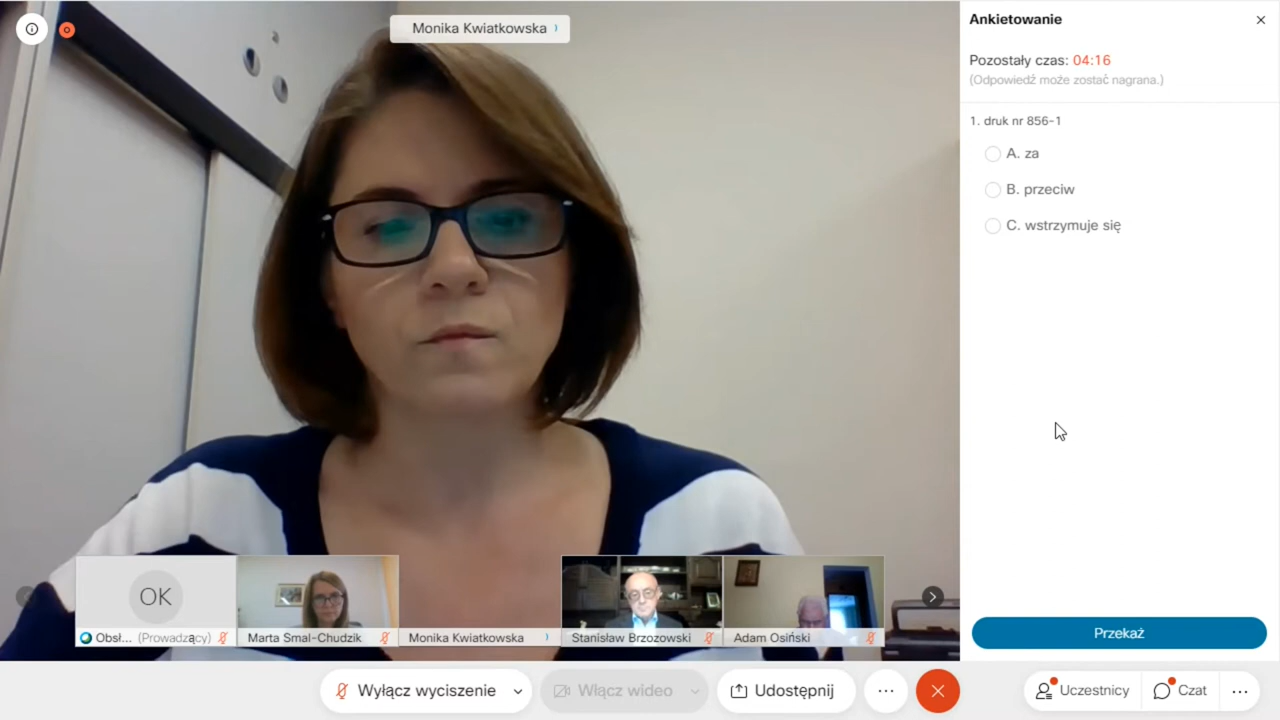 Monika Kwiatkowska
Ankietowanie
Pozostały czas: 04:16
(Odpowiedź może zostać nagrana.)
1. druk nr 856-1
A. za
B. przeciw
C. wstrzymuje się
OK
Obsł... (Prowadzący)
Marta Smal-Chudzik
Monika Kwiatkowska
Stanisław Brzozowski
Adam Osiński
Przekaż
Wyłącz wyciszenie
Włącz wideo
Udostępnij
Uczestnicy
Czat